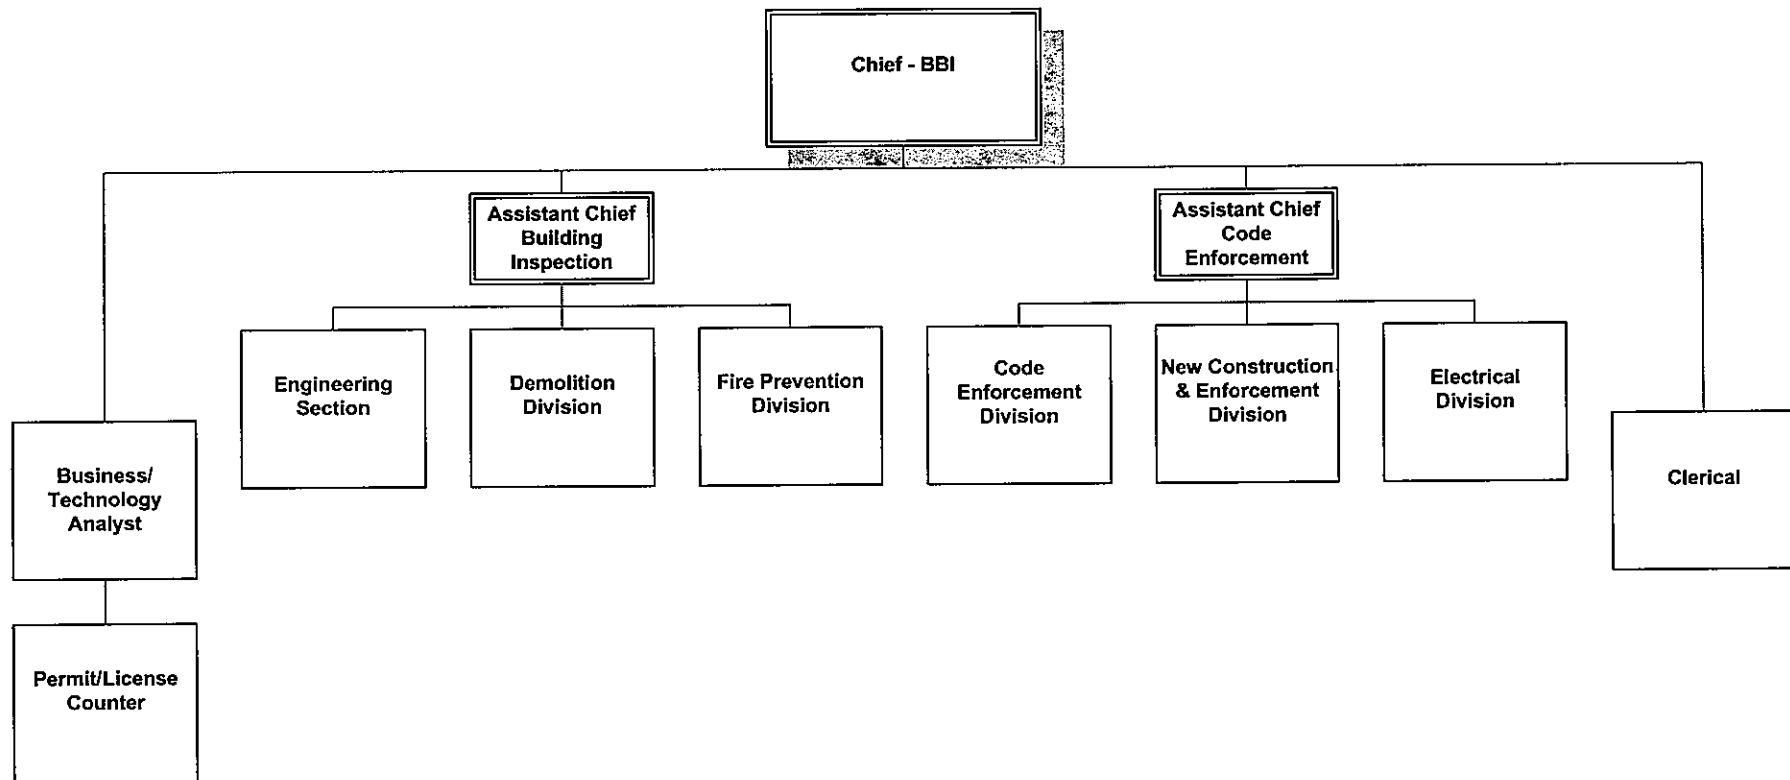 Chief - BBI
Assistant Chief
Building
Inspection
Assistant Chief
Code
Enforcement
Engineering
Section
Demolition
Division
Fire Prevention
Division
Code
Enforcement
Division
New Construction
& Enforcement
Division
Electrical
Division
Business/
Technology
Analyst
Clerical
Permit/License
Counter